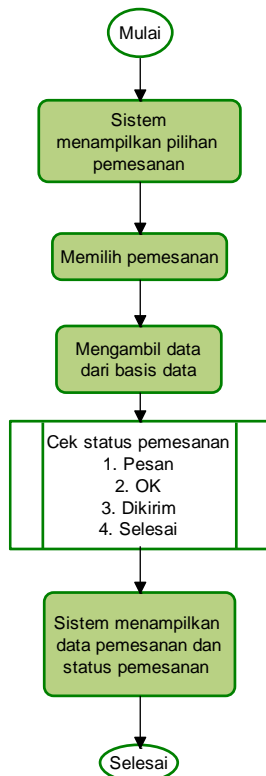 Mulai
Sistem
menampilkan pilihan
pemesanan
Memilih pemesanan
Mengambil data
dari basis data
Cek status pemesanan
1. Pesan
2. OK
3. Dikirim
4. Selesai
Sistem menampilkan
data pemesanan dan
status pemesanan
Selesai